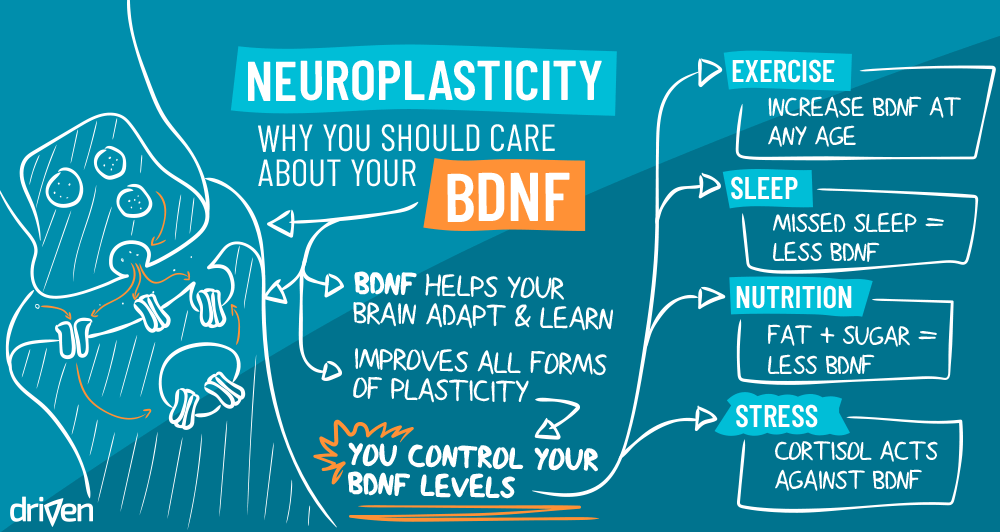 NEUROPLASTICITY
WHY YOU SHOULD CARE
ABOUT YOUR
BDNF
BDNF HELPS YOUR
BRAIN ADAPT & LEARN
IMPROVES ALL FORMS
OF PLASTICITY
YOU CONTROL YOUR
BDNF LEVELS
EXERCISE
INCREASE BDNF AT
ANY AGE
SLEEP
MISSED SLEEP =
LESS BDNF
NUTRITION
FAT + SUGAR =
LESS BDNF
STRESS
CORTISOL ACTS
AGAINST BDNF
driven